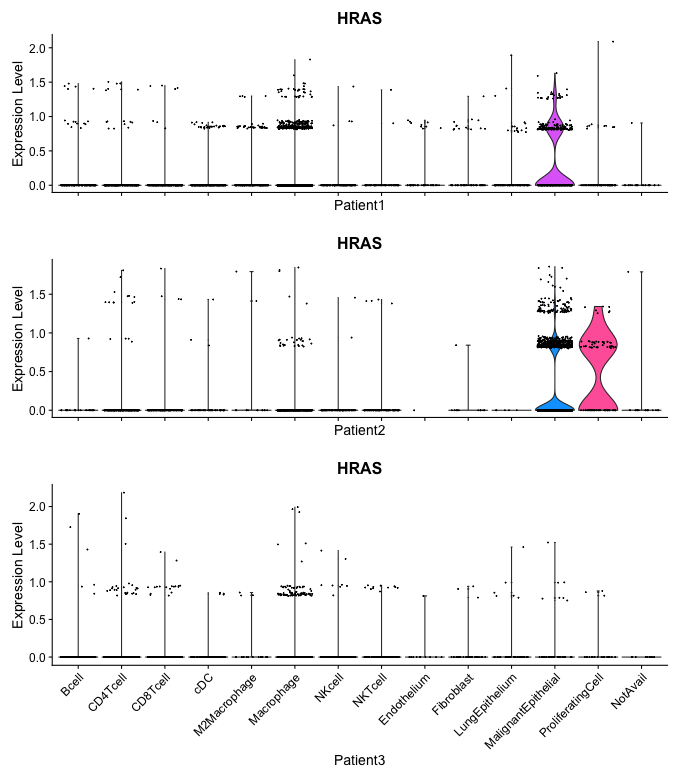 HRAS
Expression Level
2.0
1.5
1.0
0.5
0.0
Patient1
HRAS
Expression Level
1.5
1.0
0.5
0.0
Patient2
HRAS
Expression Level
2.0
1.5
1.0
0.5
0.0
Bcell
CD4Tcell
CD8Tcell
cDC
M2Macrophage
Macrophage
NKcell
NKTcell
Endothelium
Fibroblast
LungEpithelium
MalignantEpithelial
ProliferatingCell
NotAvail
Patient3